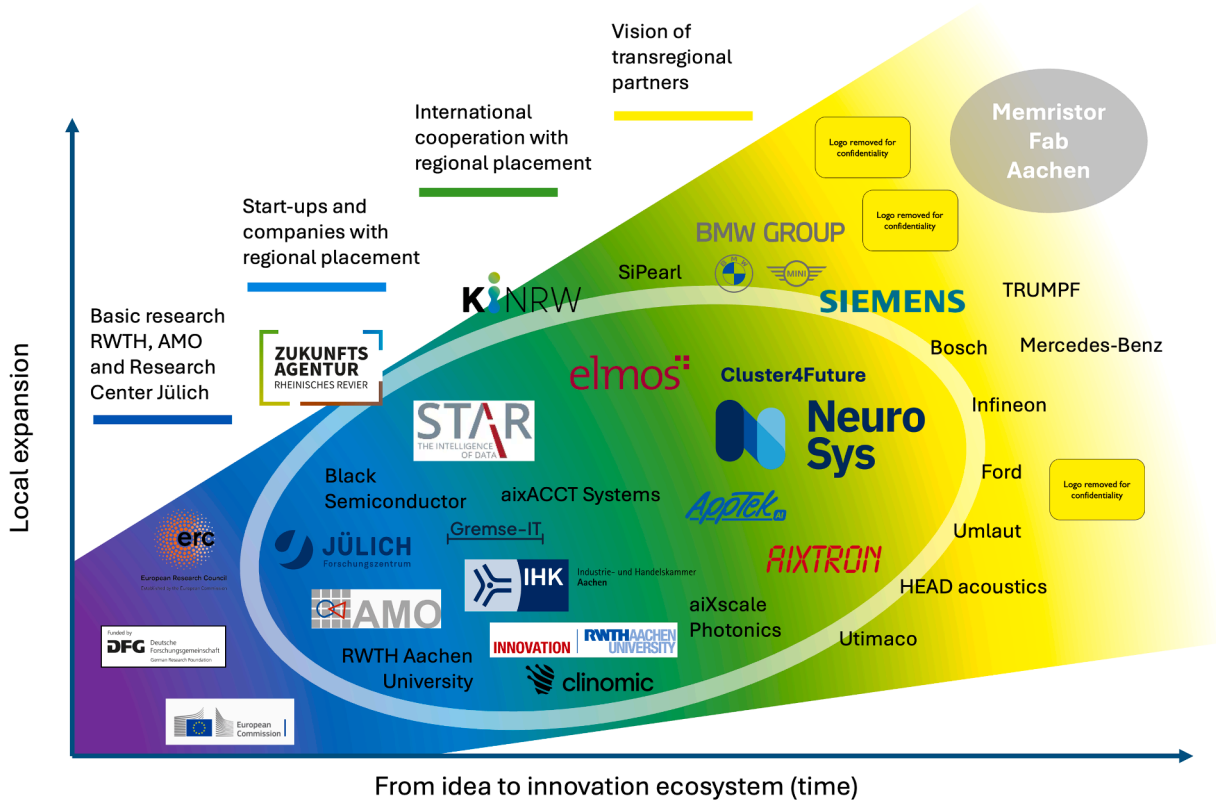 Vision of
transregional
partners
International
cooperation with
regional placement
Start-ups and
companies with
regional placement
Basic research
RWTH, AMO
and Research
Center Jülich
Local expansion
Memristor
Fab
Aachen
Logo removed for
confidentiality
Logo removed for
confidentiality
BMW GROUP
BMW
MINI
SiPearl
KiNRW
SIEMENS
TRUMPF
ZUKUNFTS
AGENTUR
RHEINISCHES REVIER
elmos
Bosch
Mercedes-Benz
Cluster4Future
Neuro
Sys
Infineon
STAR
THE INTELLIGENCE
OF DATA
Black
Semiconductor
aixACCT Systems
AppTek
AI
Ford
Logo removed for
confidentiality
erc
European Research Council
JÜLICH
Forschungszentrum
Gremse-IT
AIXTRON
Umlaut
IHK
Industrie- und Handelskammer
Aachen
HEAD acoustics
AMO
aiXscale
Photonics
Funded by
DFG
Deutsche
Forschungsgemeinschaft
German Research Foundation
INNOVATION
RWTHAACHEN
UNIVERSITY
Utimaco
RWTH Aachen
University
clinomic
European
Commission
From idea to innovation ecosystem (time)